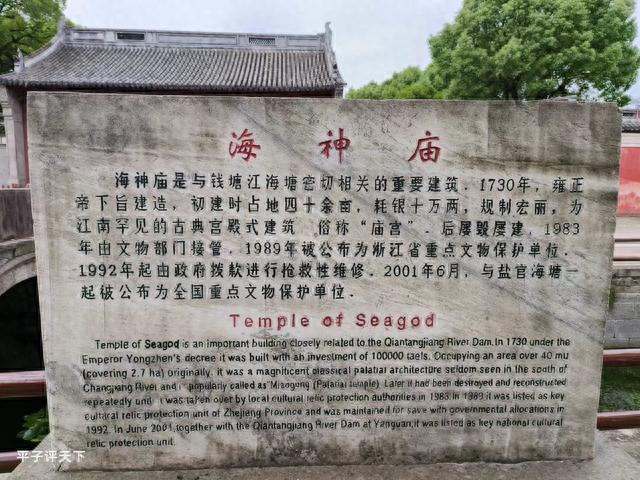 海神庙
海神庙是与钱塘江海塘密切相关的重要建筑．1730年，雍正
帝下旨建造，初建时占地四十余亩，耗银十万两，规制宏丽，为
江南罕见的古典宫殿式建筑．俗称“庙宫”．后屡毁屡建，1983
年由文物部门接管，1989年被公布为浙江省重点文物保护单位．
1992年起由政府拨款进行抢救性维修．2001年6月，与盐官海塘一
起被公布为全国重点文物保护单位．
Temple of Seagod
Temple of Seagod is an important building closely related to the Qiantangjiang River Dam. In 1730 under the
Emperor Yongzhen's decree it was built with an investment of 100000 taels. Occupying an area over 40 mu
(covering 2.7 ha) originally, it was a magnificent classical palatial architecture seldom seen in the south of
Changjiang River and popularly called as Miaogong (Palatial temple). Later it had been destroyed and reconstructed
repeatedly until it was taken over by local cultural relic protection authorities in 1983. In 1989 it was listed as key
cultural relic protection unit of Zhejiang Province and was maintained for save with governmental allocations in
1992. In June 2001, together with the Qiantangjiang River Dam at Yanguan, it was listed as key national cultural
relic protection unit.
平子评天下